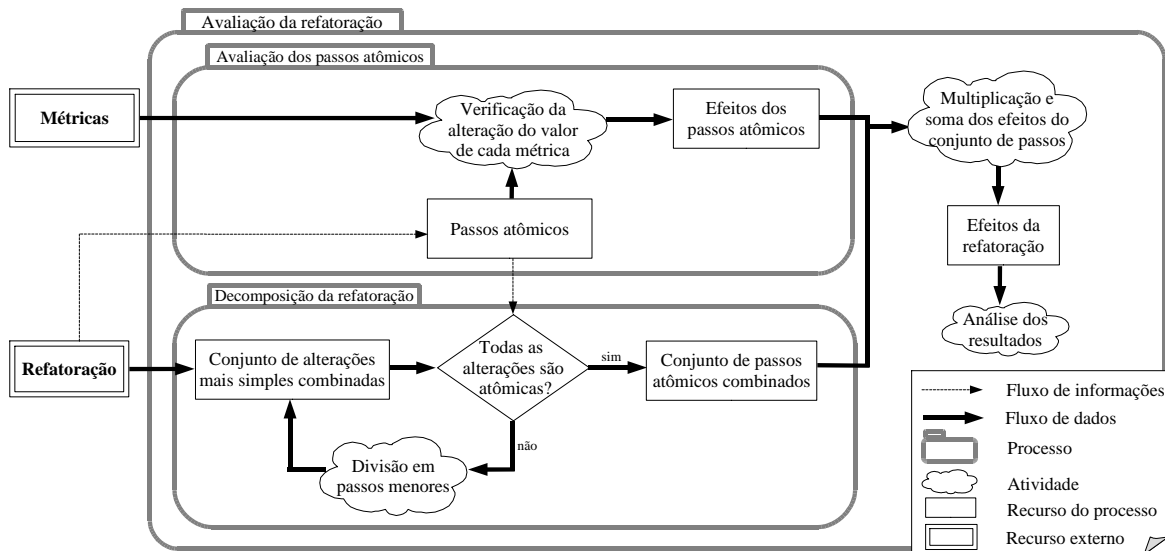 Avaliação da refatoração
Avaliação dos passos atômicos
Métricas
Verificação da
alteração do valor
de cada métrica
Efeitos dos
passos atômicos
Multiplicação e
soma dos efeitos do
conjunto de passos
Passos atômicos
Efeitos da
refatoração
Decomposição da refatoração
Análise dos
resultados
Refatoração
Conjunto de alterações
mais simples combinadas
Todas as
alterações são
atômicas?
sim
Conjunto de passos
atômicos combinados
não
Divisão em
passos menores
Fluxo de informações
Fluxo de dados
Processo
Atividade
Recurso do processo
Recurso externo